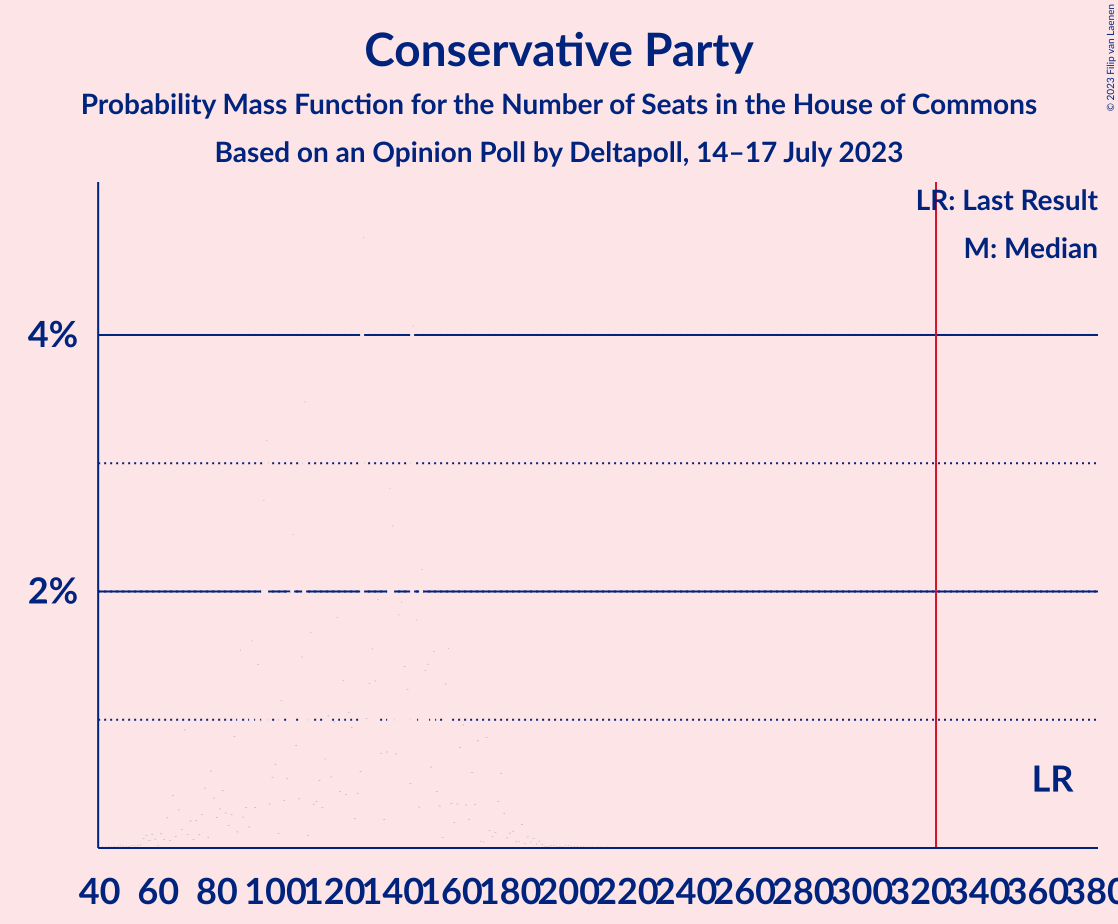 Conservative Party
Probability Mass Function for the Number of Seats in the House of Commons
Based on an Opinion Poll by Deltapoll, 14–17 July 2023
© 2023 Filip van Laenen
LR: Last Result
M: Median
4%
2%
LR
40 60 80 100 120 140 160 180 200 220 240 260 280 300 320 340 360 380